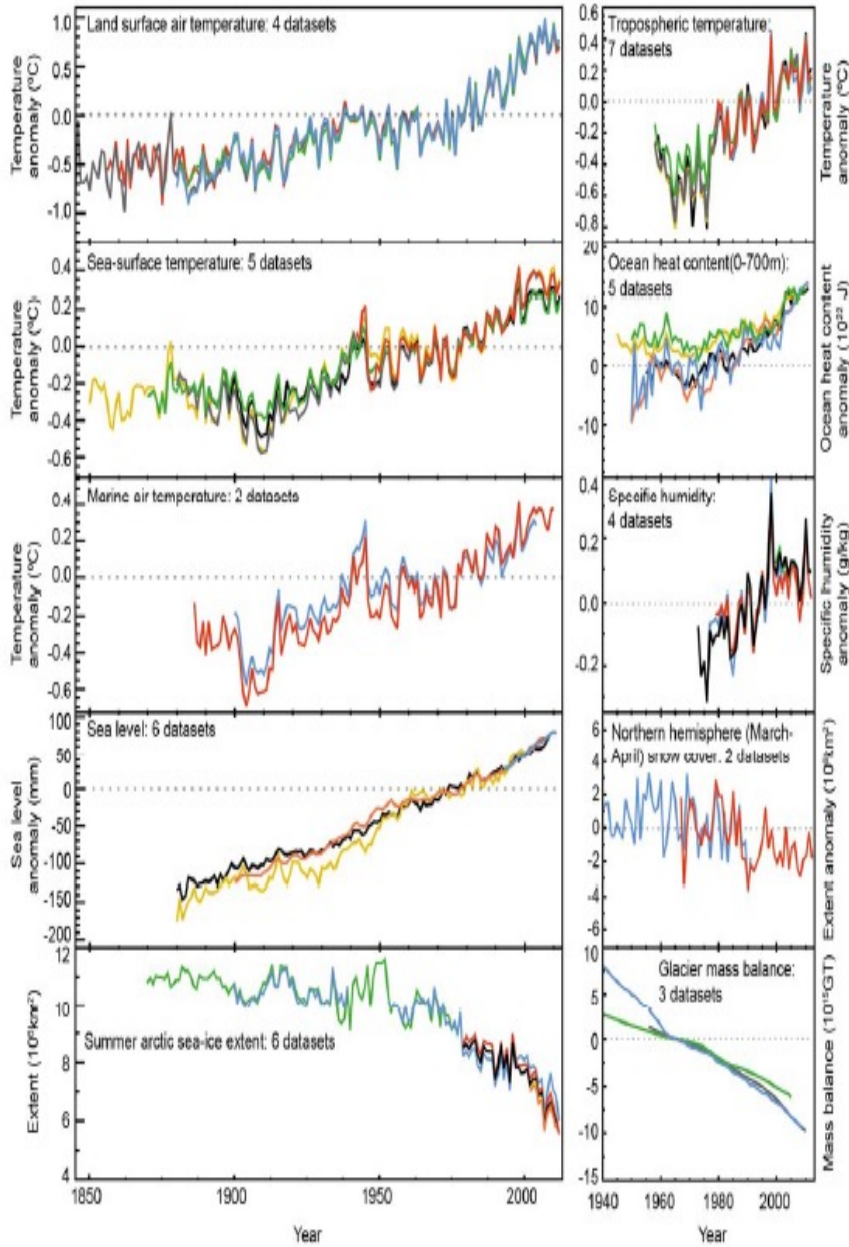 Land surface air temperature: 4 datasets
1.0
0.5
0.0
-0.5
-1.0
Temperature
anomaly (ºC)
Tropospheric temperature:
7 datasets
0.6
0.4
0.2
0.0
-0.2
-0.4
-0.6
-0.8
Temperature
anomaly (ºC)
Sea-surface temperature: 5 datasets
0.4
0.2
0.0
-0.2
-0.4
-0.6
Temperature
anomaly (ºC)
Ocean heat content(0-700m):
5 datasets
20
10
0
-10
Ocean heat content
anomaly (10²² J)
Marine air temperature: 2 datasets
0.4
0.2
0.0
-0.2
-0.4
-0.6
Temperature
anomaly (ºC)
Specific humidity:
4 datasets
0.4
0.2
0.0
-0.2
Specific humidity
anomaly (g/kg)
Sea level: 6 datasets
100
50
0
-50
-100
-150
-200
Sea level
anomaly (mm)
Northern hemisphere (March-
April) snow cover: 2 datasets
6
4
2
0
-2
-4
-6
Extent anomaly (10⁶km²)
Summer arctic sea-ice extent: 6 datasets
12
10
8
6
4
Extent (10⁶km²)
Glacier mass balance:
3 datasets
10
5
0
-5
-10
-15
Mass balance (10¹⁵GT)
1850
1900
1950
2000
Year
1940
1960
1980
2000
Year